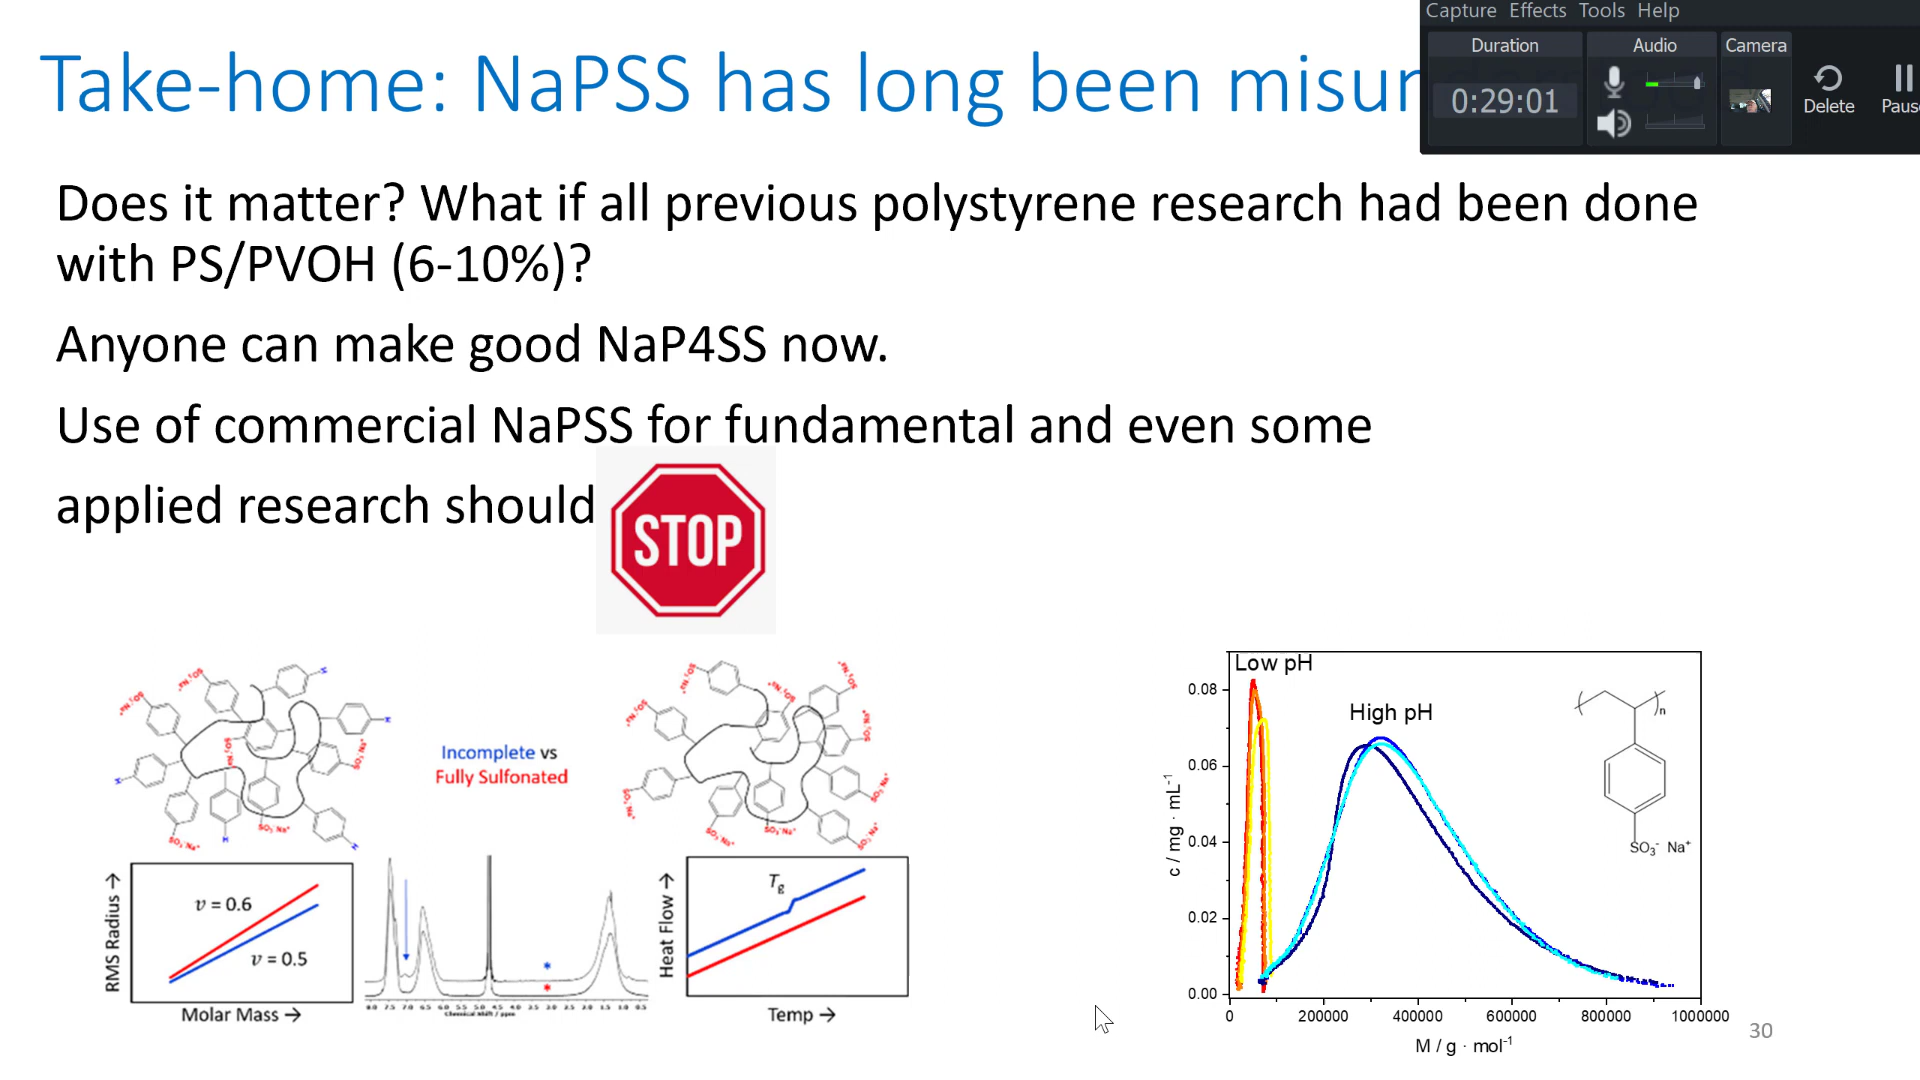 Capture Effects Tools Help
Duration Audio Camera
0:29:01 Delete Paus
Take-home: NaPSS has long been misur
Does it matter? What if all previous polystyrene research had been done
with PS/PVOH (6-10%)?
Anyone can make good NaP4SS now.
Use of commercial NaPSS for fundamental and even some
applied research should
STOP
Incomplete vs
Fully Sulfonated
SO₃⁻Na⁺
H
RMS Radius →
ν = 0.6
ν = 0.5
Molar Mass →
Chemical Shift / ppm
Heat Flow →
Tg
Temp →
Low pH
High pH
n
SO₃⁻ Na⁺
c / mg · mL⁻¹
0.08
0.06
0.04
0.02
0.00
0 200000 400000 600000 800000 1000000
M / g · mol⁻¹
30